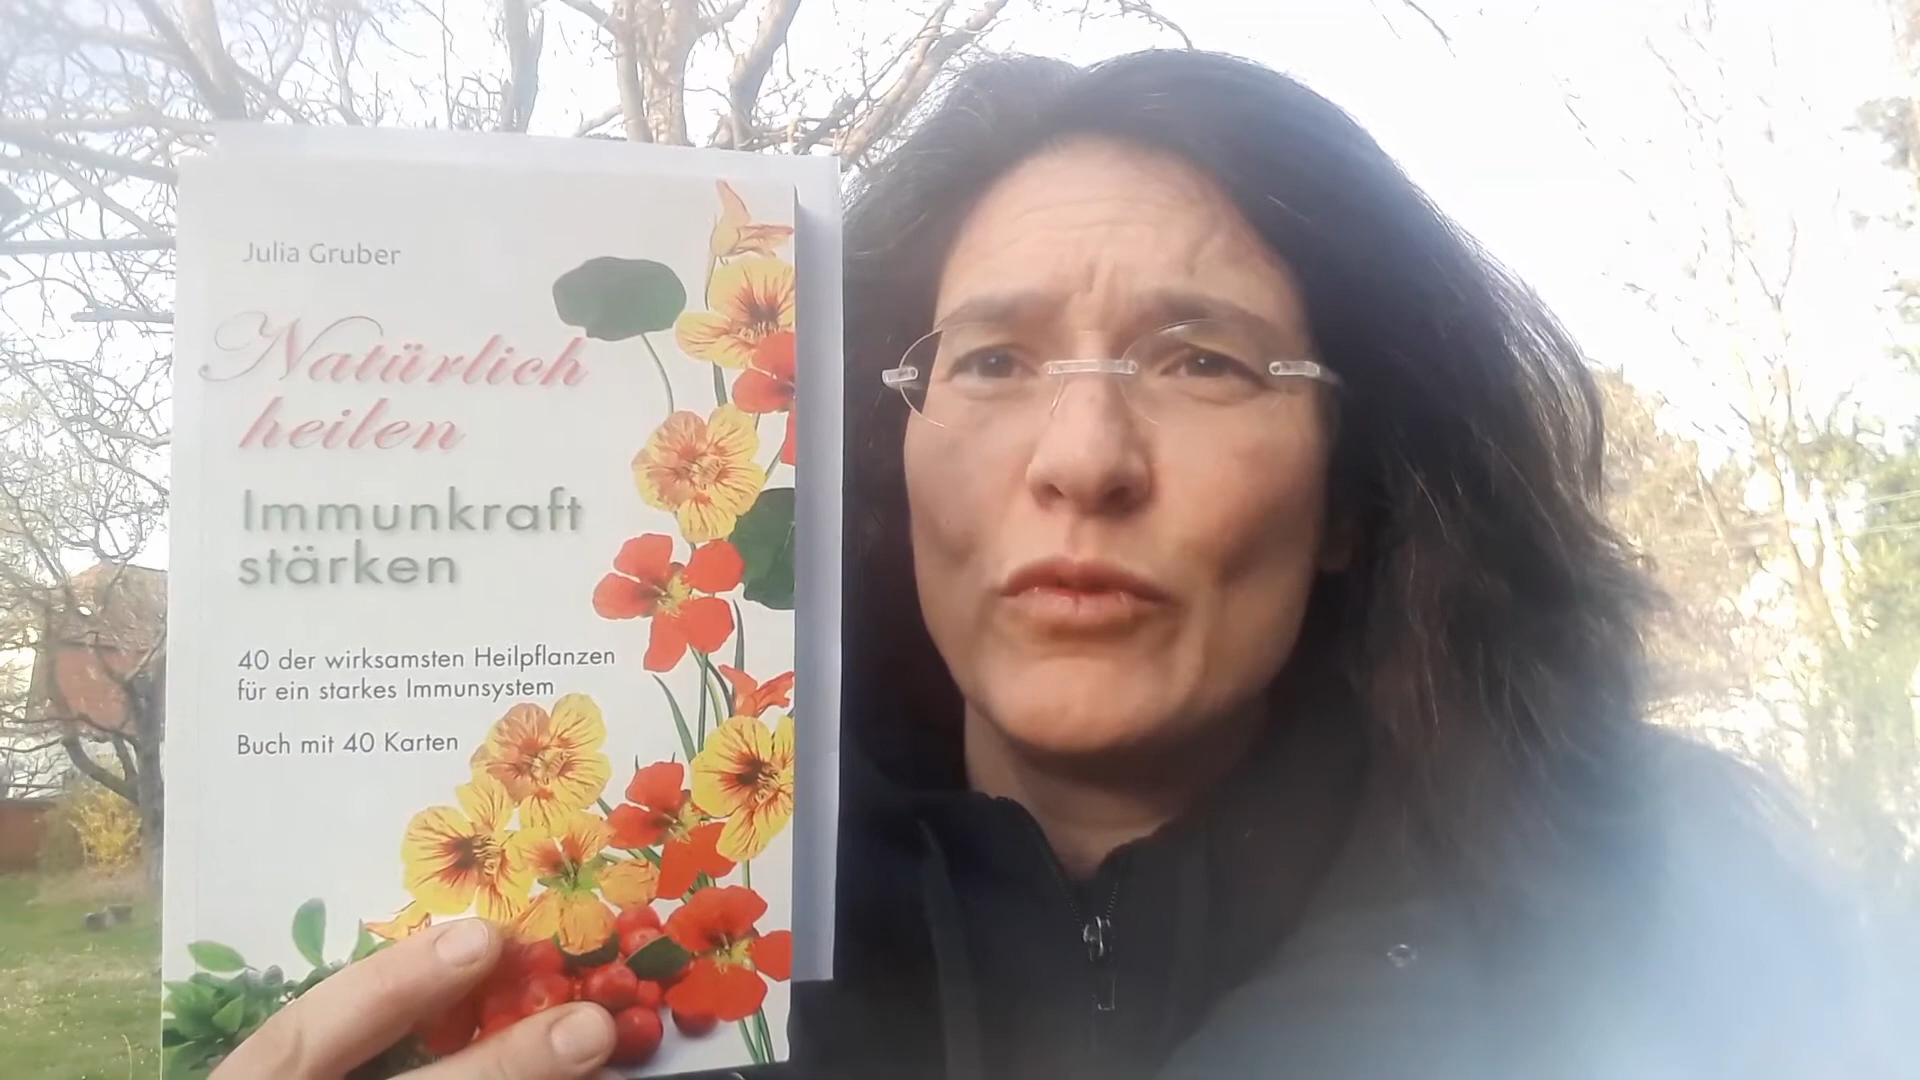 Julia Gruber
Natürlich
heilen
Immunkraft
stärken
40 der wirksamsten Heilpflanzen
für ein starkes Immunsystem
Buch mit 40 Karten